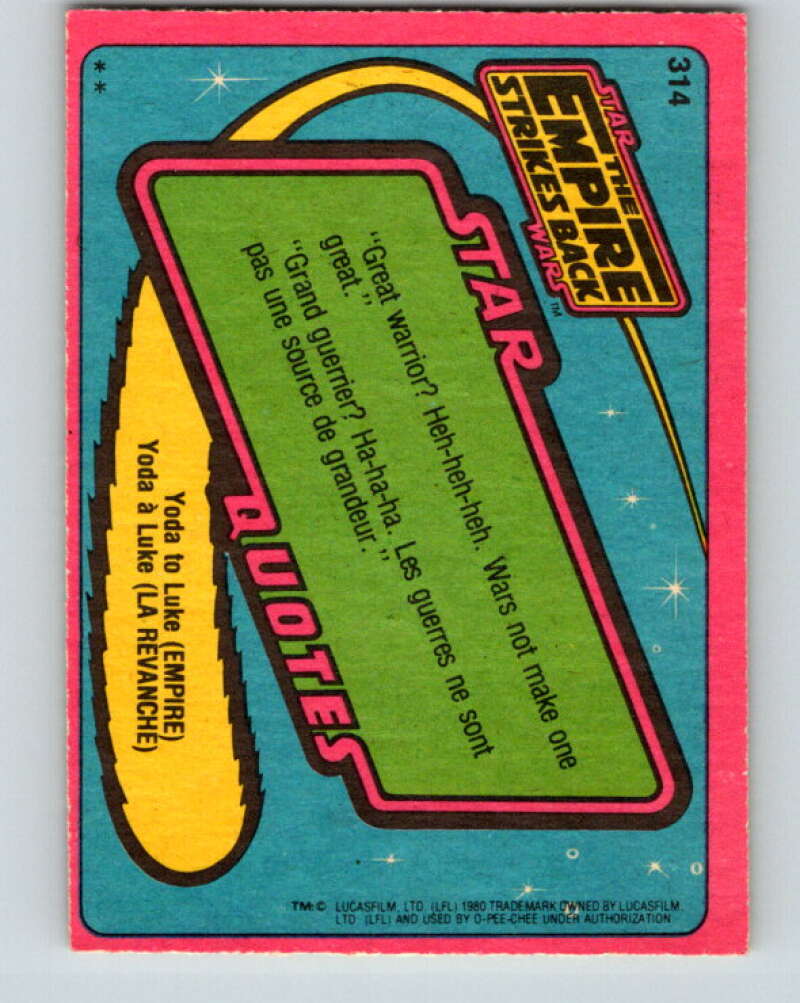 314
STAR
THE
EMPIRE
STRIKES BACK
WARS™
STAR
"Great warrior? Heh-heh-heh. Wars not make one
great."
"Grand guerrier? Ha-ha-ha. Les guerres ne sont
pas une source de grandeur."
QUOTES
Yoda to Luke (EMPIRE)
Yoda à Luke (LA REVANCHE)
**
TM: © LUCASFILM, LTD. (LFL) 1980 TRADEMARK OWNED BY LUCASFILM,
LTD. (LFL) AND USED BY O-PEE-CHEE UNDER AUTHORIZATION.